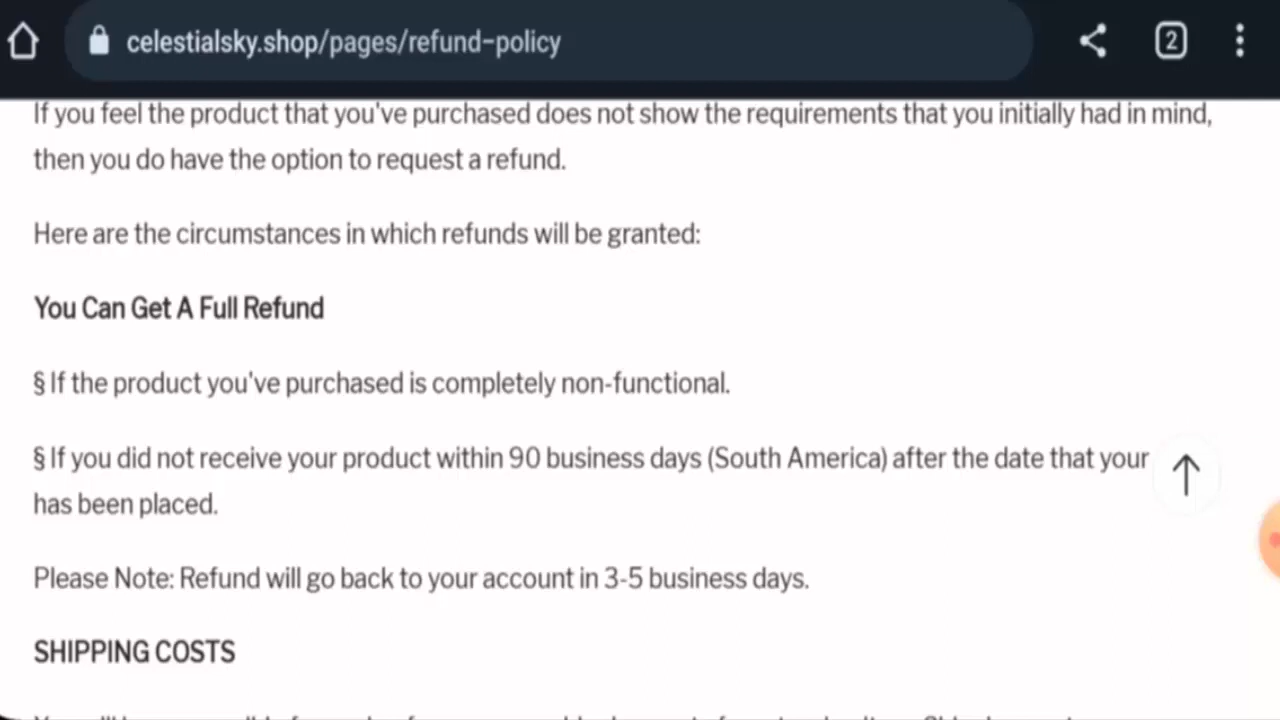 celestialsky.shop/pages/refund-policy
2
If you feel the product that you've purchased does not show the requirements that you initially had in mind,
then you do have the option to request a refund.
Here are the circumstances in which refunds will be granted:
You Can Get A Full Refund
§ If the product you've purchased is completely non-functional.
§ If you did not receive your product within 90 business days (South America) after the date that your
has been placed.
Please Note: Refund will go back to your account in 3-5 business days.
SHIPPING COSTS